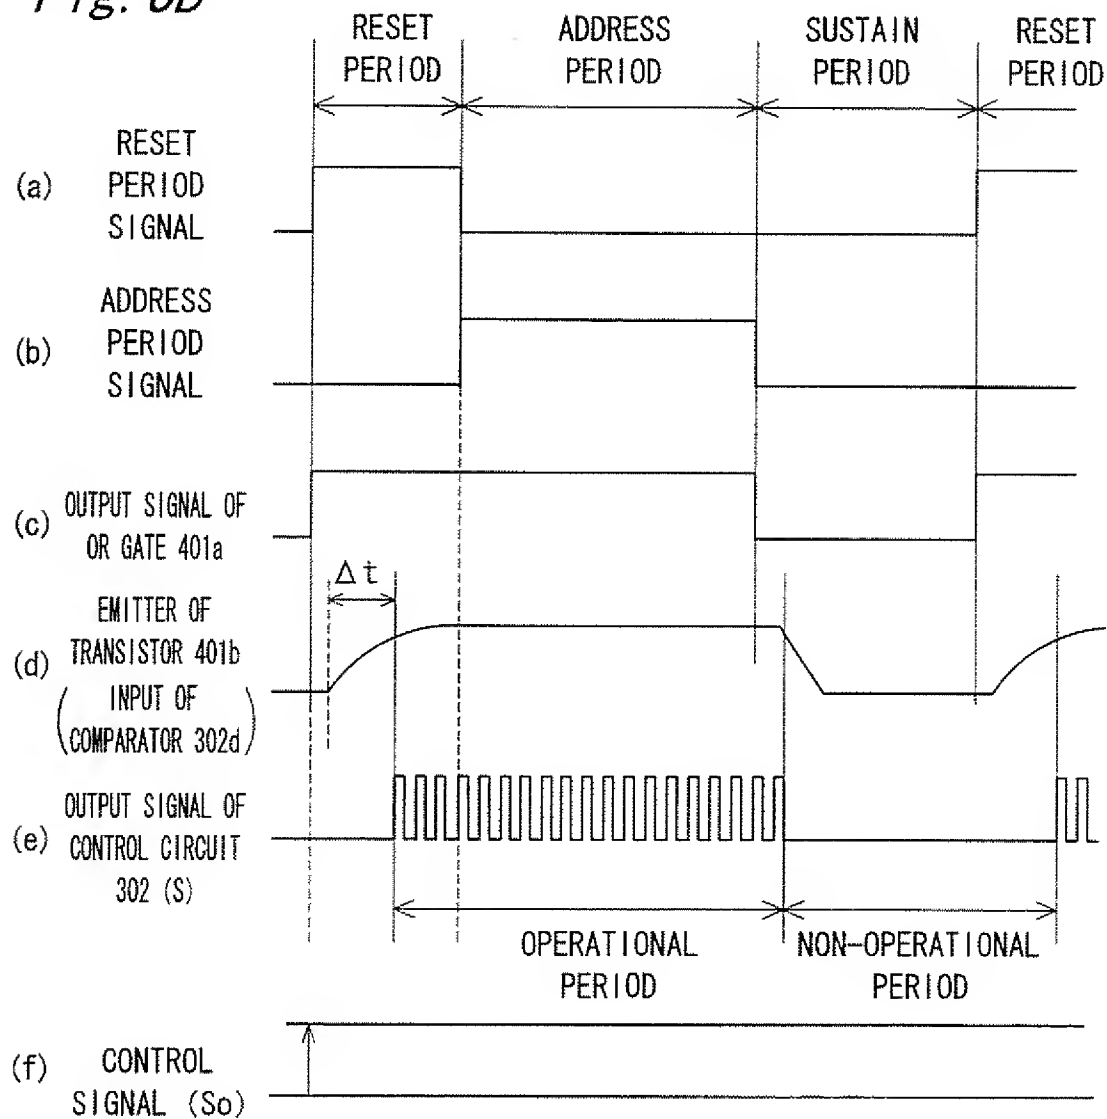 RESET PERIOD
ADDRESS PERIOD
SUSTAIN PERIOD
RESET PERIOD
(a) RESET
PERIOD
SIGNAL
(b) ADDRESS
PERIOD
SIGNAL
(c) OUTPUT SIGNAL OF
OR GATE 401a
Δt
(d) EMITTER OF
TRANSISTOR 401b
(INPUT OF
COMPARATOR 302d)
(e) OUTPUT SIGNAL OF
CONTROL CIRCUIT
302 (S)
OPERATIONAL
PERIOD
NON-OPERATIONAL
PERIOD
(f) CONTROL
SIGNAL (So)